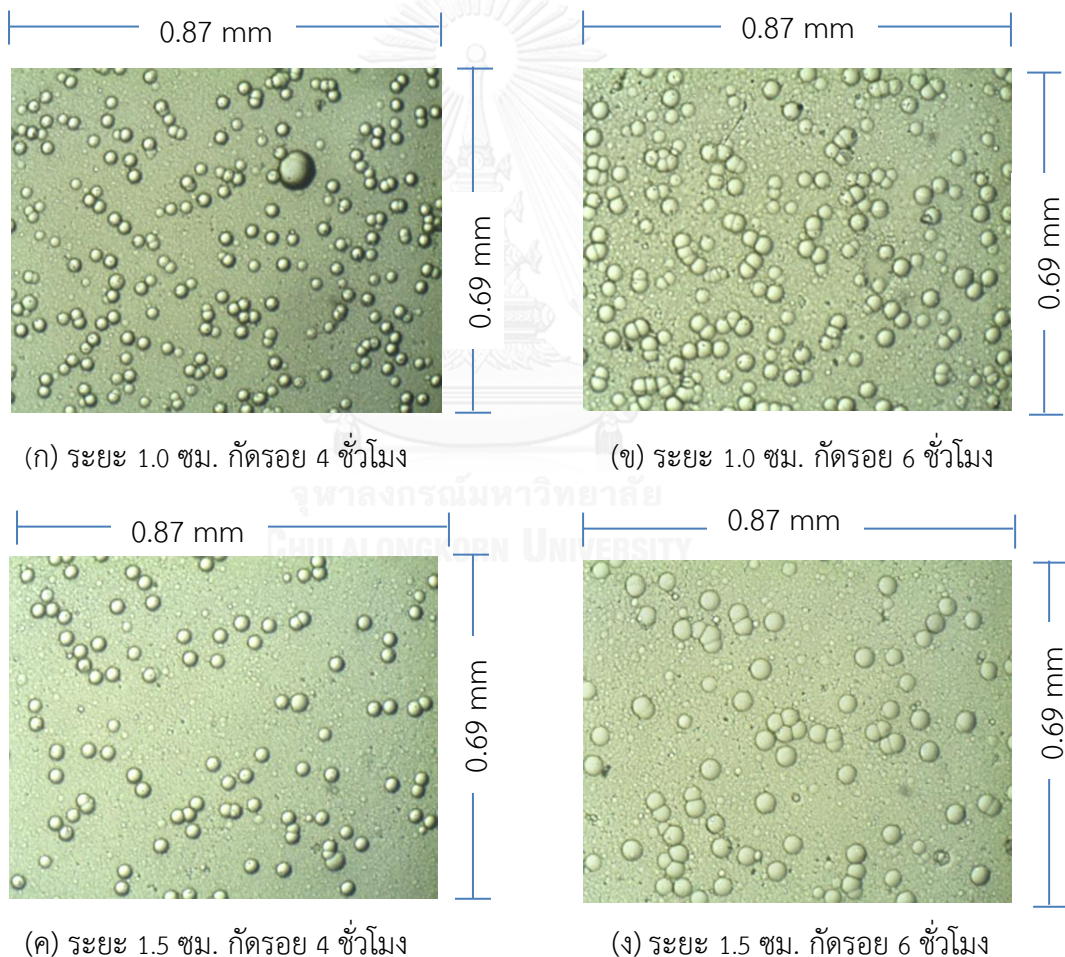 0.87 mm
0.87 mm
0.69 mm
0.69 mm
(ก) ระยะ 1.0 ซม. กัดรอย 4 ชั่วโมง
(ข) ระยะ 1.0 ซม. กัดรอย 6 ชั่วโมง
จุฬาลงกรณ์มหาวิทยาลัย
CHULALONGKORN UNIVERSITY
0.87 mm
0.87 mm
0.69 mm
0.69 mm
(ค) ระยะ 1.5 ซม. กัดรอย 4 ชั่วโมง
(ง) ระยะ 1.5 ซม. กัดรอย 6 ชั่วโมง